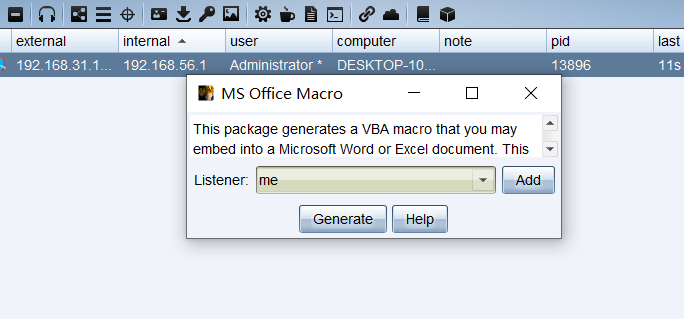 external internal user computer note pid last
192.168.31.1... 192.168.56.1 Administrator * DESKTOP-10... 13896 11s
MS Office Macro
This package generates a VBA macro that you may
embed into a Microsoft Word or Excel document. This
Listener: me Add
Generate Help